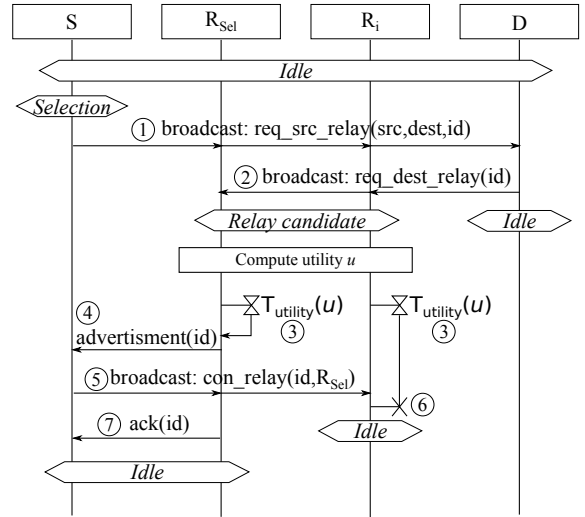 S R_Sel R_i D
Idle
Selection
① broadcast: req_src_relay(src,dest,id)
② broadcast: req_dest_relay(id)
Relay candidate Idle
Compute utility u
T_utility(u) T_utility(u)
③ ③
④
advertisment(id)
⑤ broadcast: con_relay(id,R_Sel)
⑥
⑦ ack(id) Idle
Idle